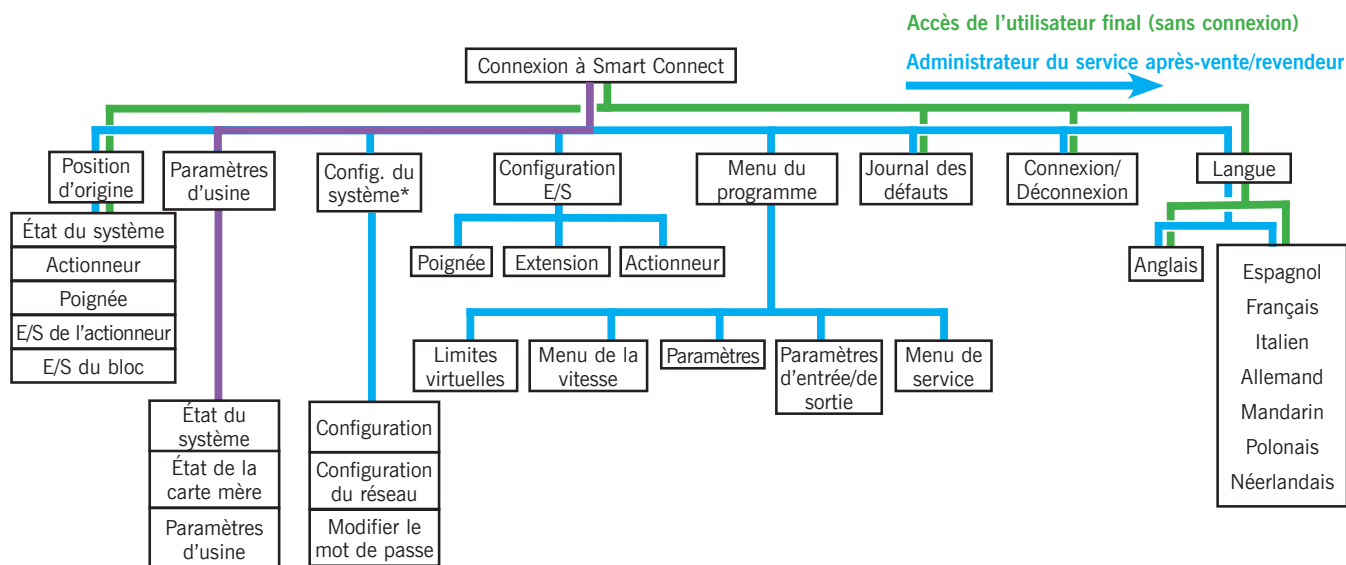 Accès de l’utilisateur final (sans connexion)
Administrateur du service après-vente/revendeur
Connexion à Smart Connect
Position
d’origine
Paramètres
d’usine
Config. du
système*
Configuration
E/S
Menu du
programme
Journal des
défauts
Connexion/
Déconnexion
Langue
État du système
Actionneur
Poignée
E/S de l’actionneur
E/S du bloc
Poignée
Extension
Actionneur
Anglais
Espagnol
Français
Italien
Allemand
Mandarin
Polonais
Néerlandais
Limites
virtuelles
Menu de la
vitesse
Paramètres
Paramètres
d’entrée/de
sortie
Menu de
service
État du
système
État de la
carte mère
Paramètres
d’usine
Configuration
Configuration
du réseau
Modifier le
mot de passe